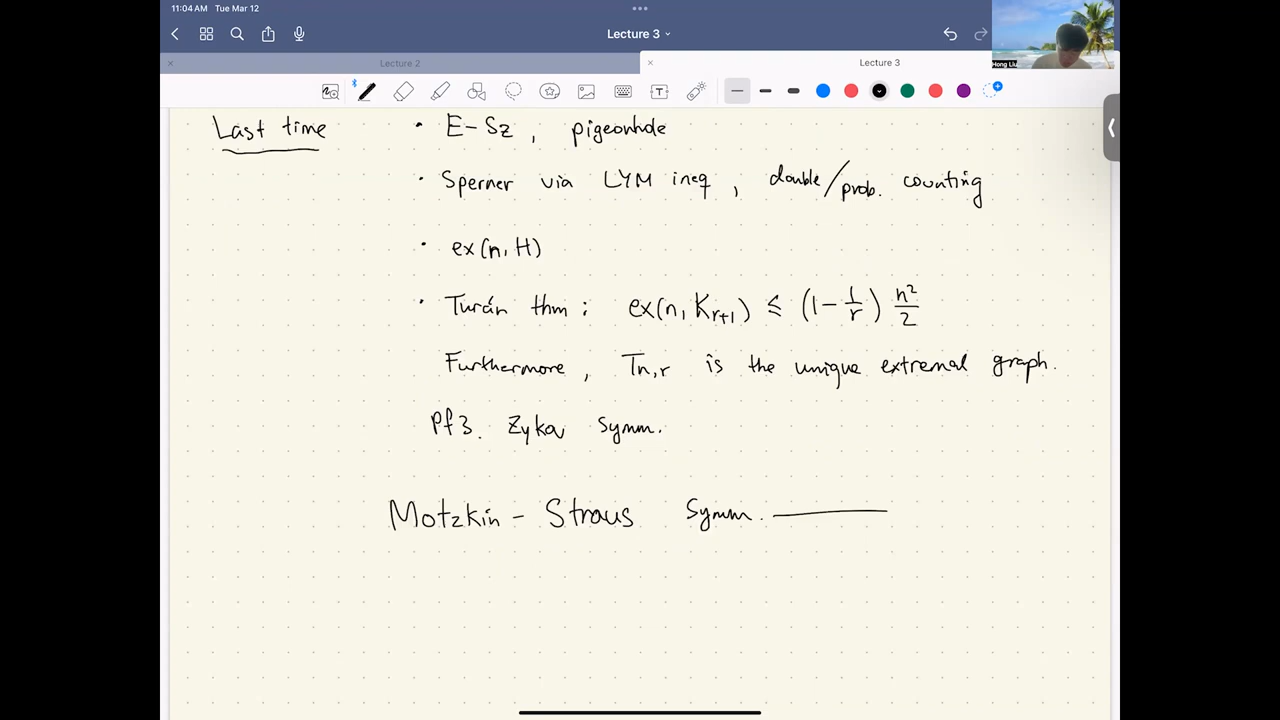 11:04 AM Tue Mar 12
Lecture 3
Hong Liu
Lecture 2
Lecture 3
Last time · E-Sz, pigeonhole
· Sperner via LYM ineq, double/prob. counting
· ex(n, H)
· Turán thm: ex(n, K_{r+1}) ≤ (1 - 1/r) n²/2
Furthermore, T_{n,r} is the unique extremal graph.
Pf3. Zykov Symm.
Motzkin - Straus Symm.